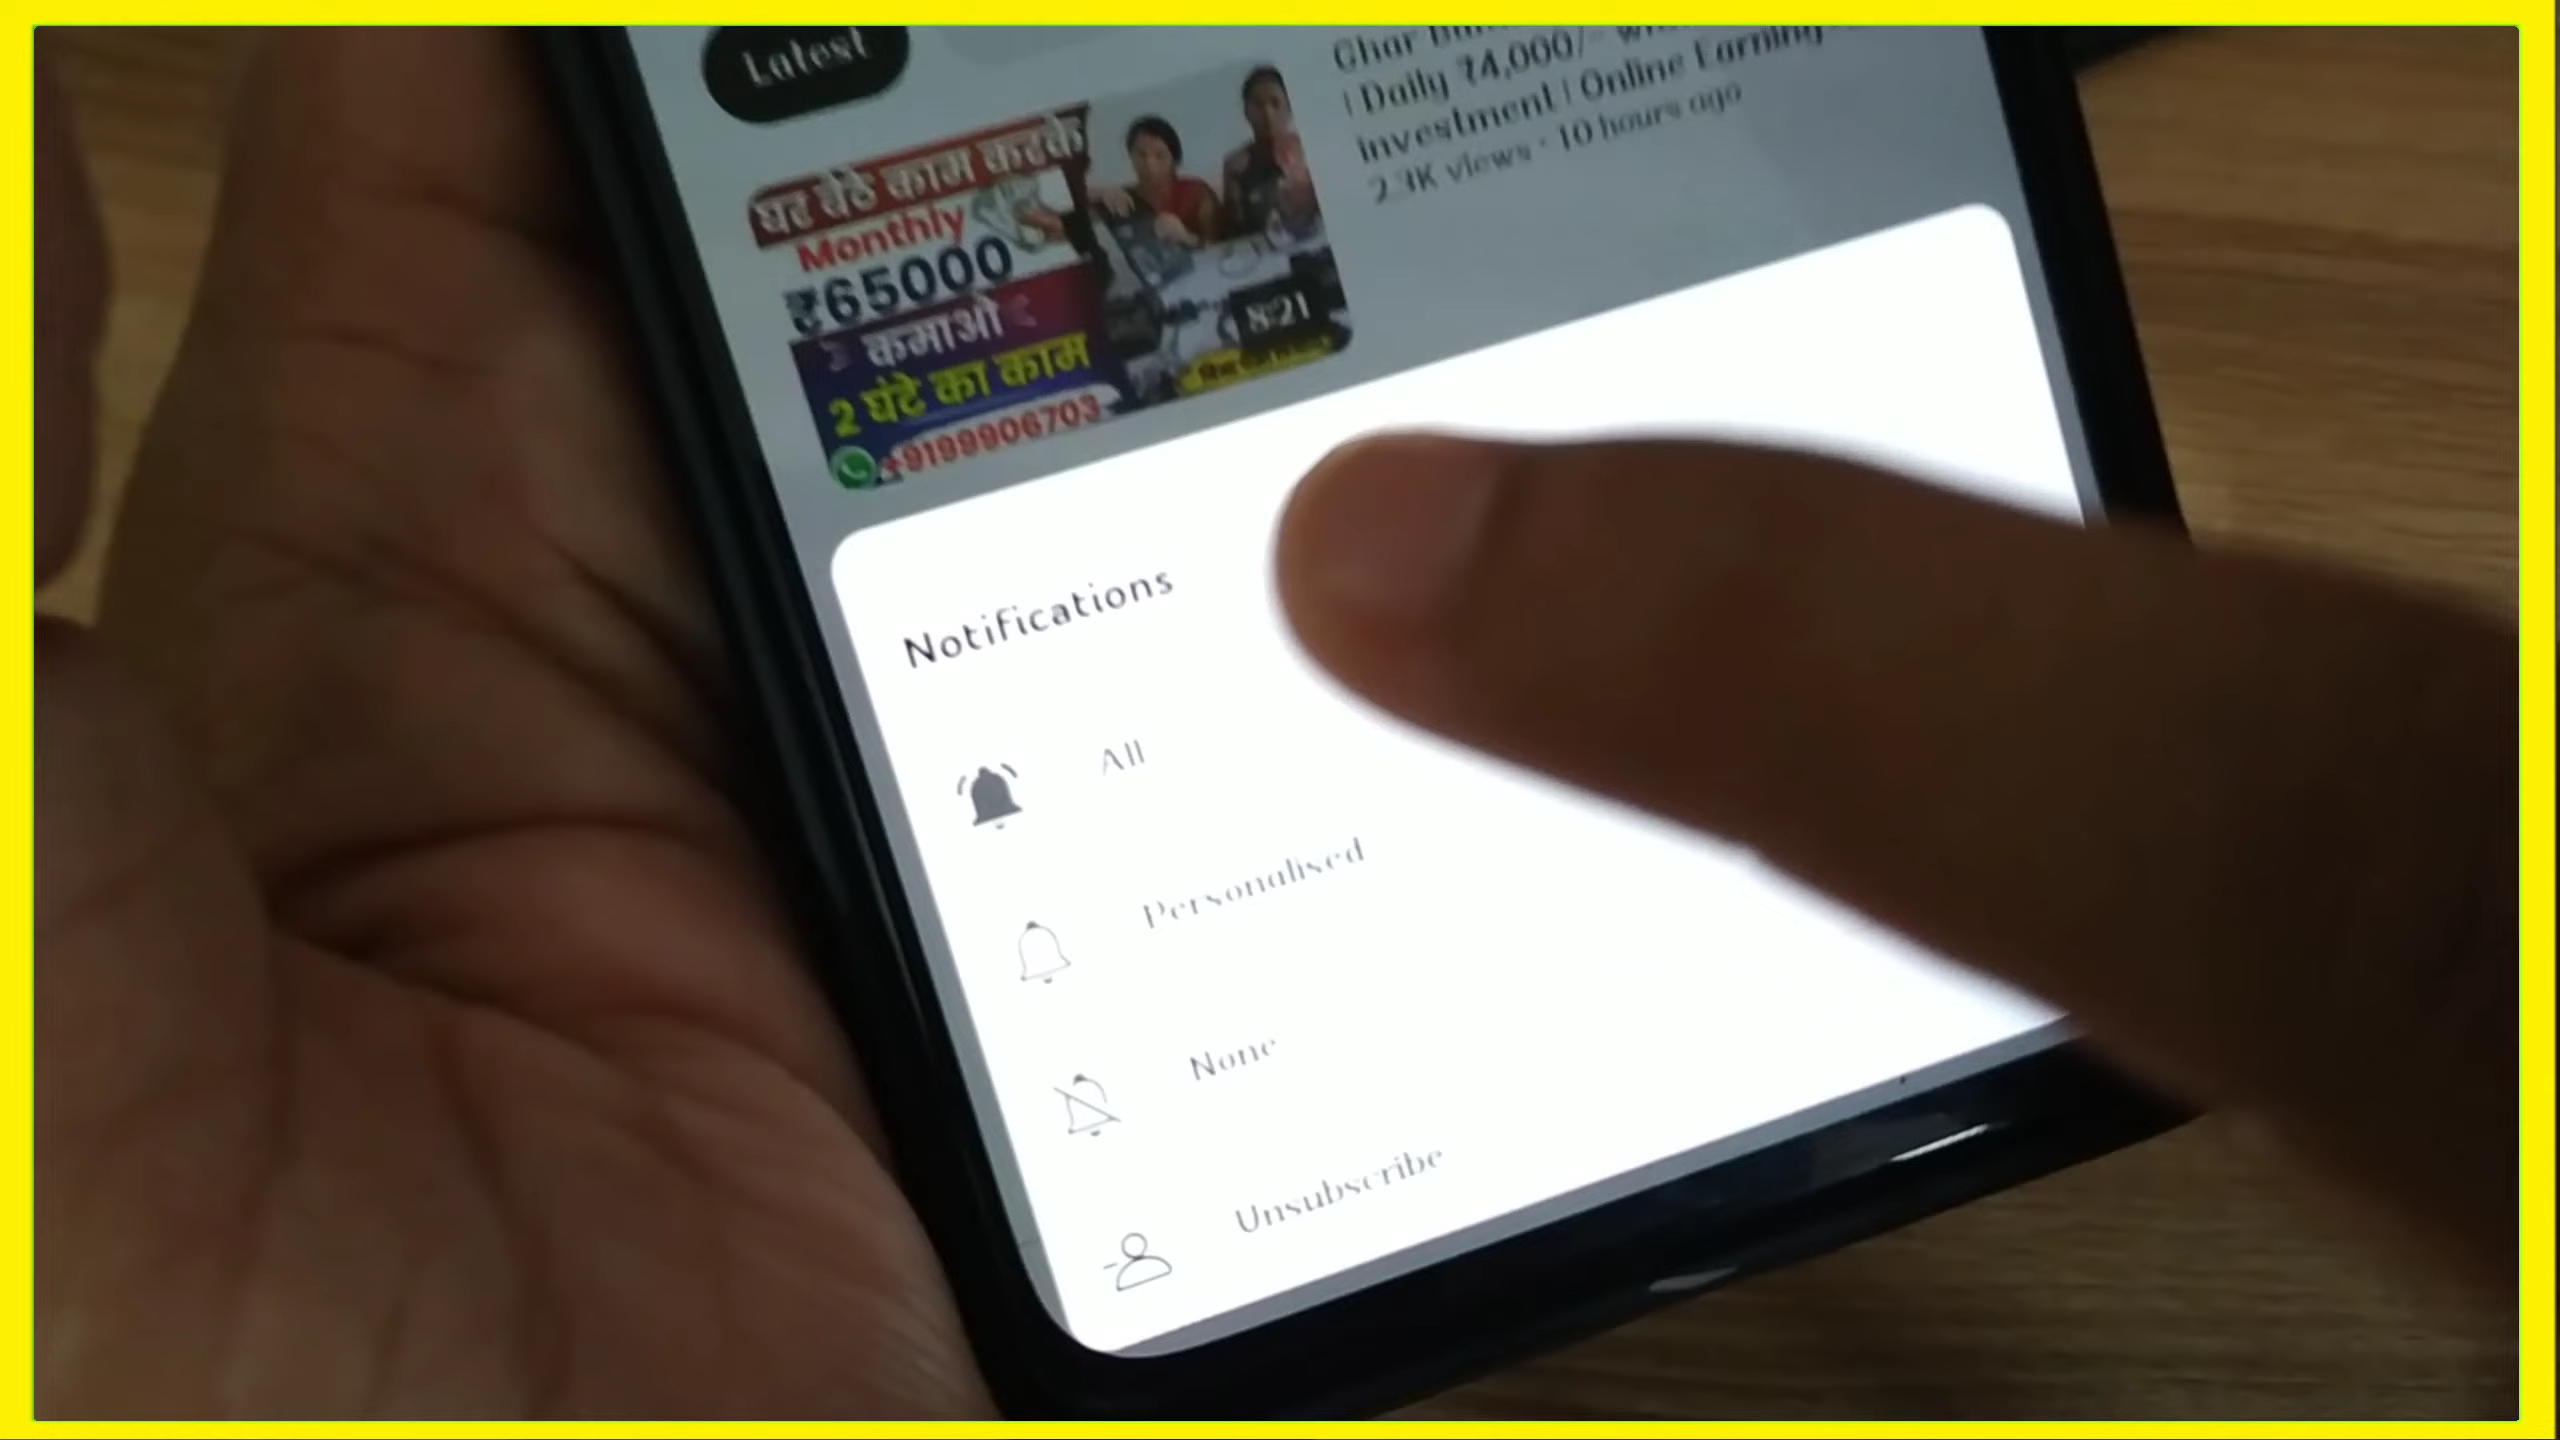 Latest
Ghar
| Daily ₹4,000/-
investment | Online Earning
2.3K views · 10 hours ago
घर बैठे काम करके
Monthly
₹65000
कमाओ
2 घंटे का काम
+9199906703
8:21
बिना
Notifications
All
Personalised
None
Unsubscribe